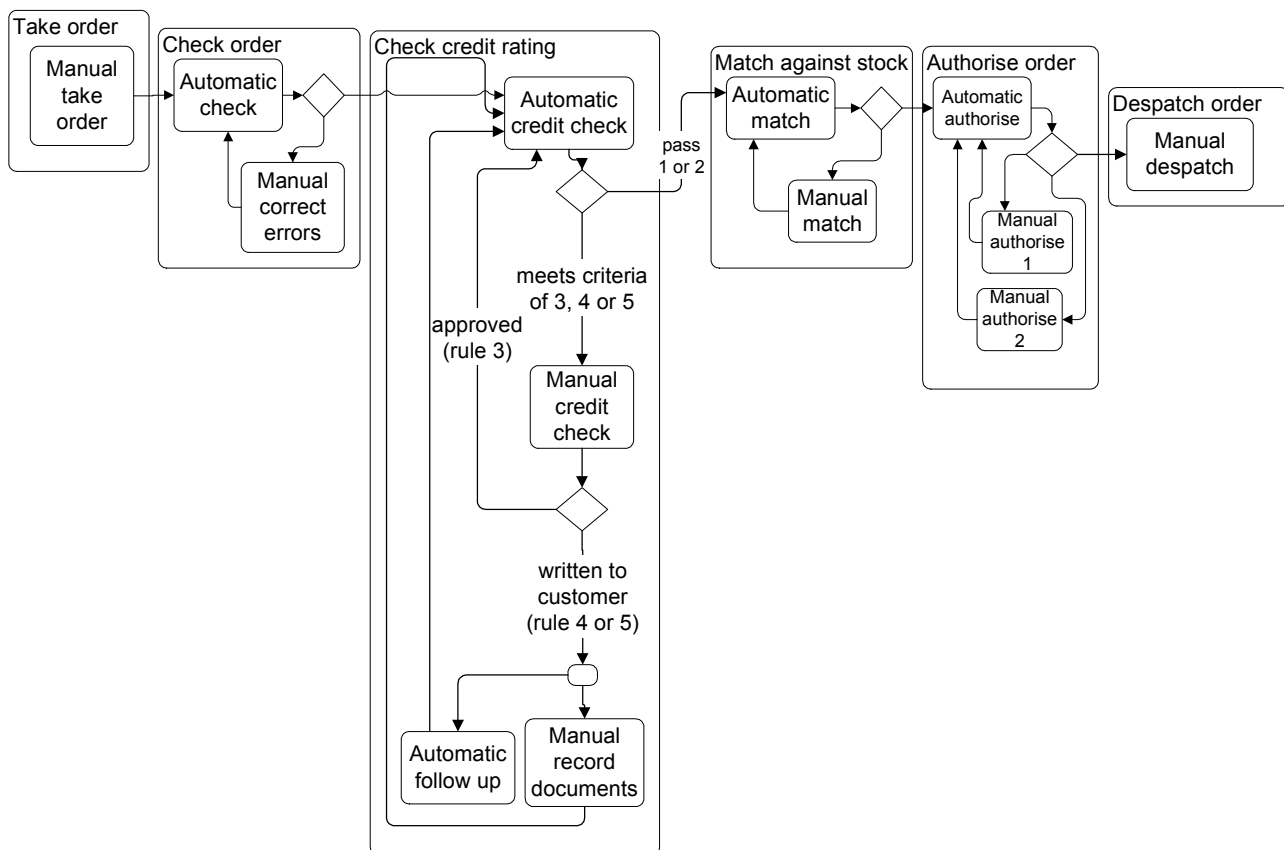 Take order
Manual
take
order
Check order
Automatic
check
Manual
correct
errors
Check credit rating
Automatic
credit check
pass
1 or 2
meets criteria
of 3, 4 or 5
approved
(rule 3)
Manual
credit
check
written to
customer
(rule 4 or 5)
Automatic
follow up
Manual
record
documents
Match against stock
Automatic
match
Manual
match
Authorise order
Automatic
authorise
Manual
authorise
1
Manual
authorise
2
Despatch order
Manual
despatch